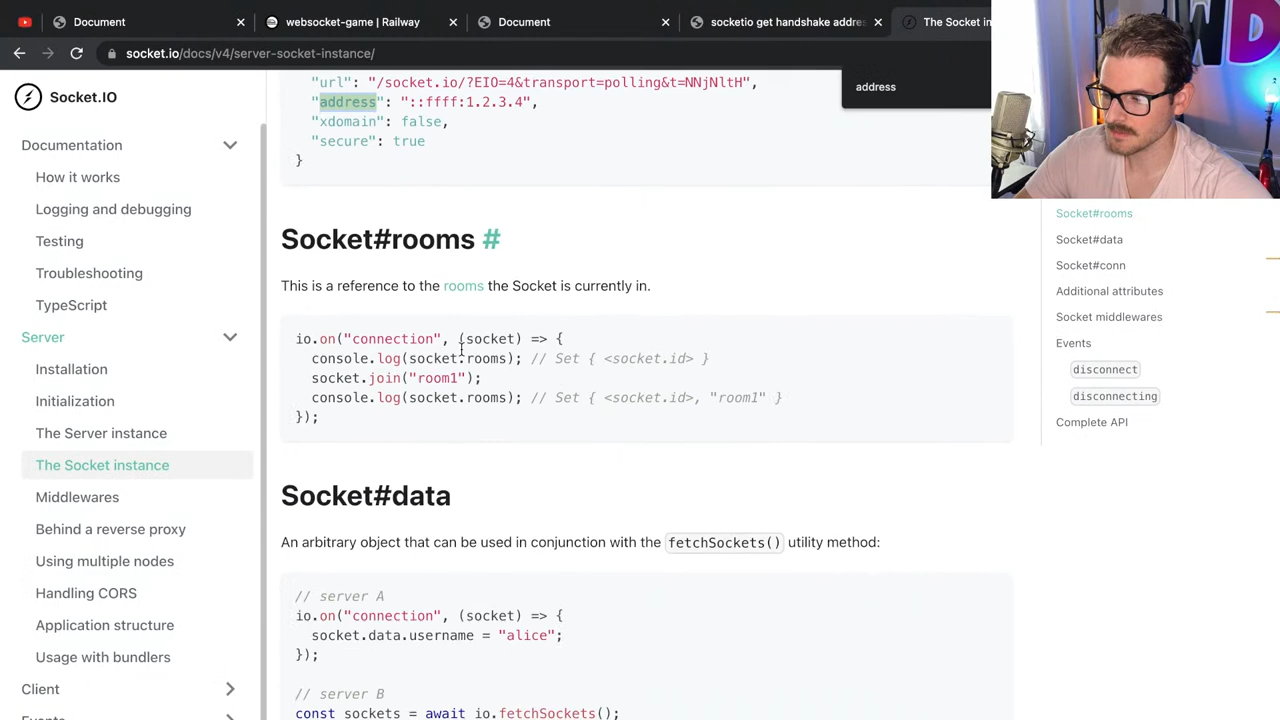 Document
websocket-game | Railway
Document
socketio get handshake addre
The Socket in
socket.io/docs/v4/server-socket-instance/
address
Socket.IO
Documentation
How it works
Logging and debugging
Testing
Troubleshooting
TypeScript
Server
Installation
Initialization
The Server instance
The Socket instance
Middlewares
Behind a reverse proxy
Using multiple nodes
Handling CORS
Application structure
Usage with bundlers
Client
"url": "/socket.io/?EIO=4&transport=polling&t=NNjNltH",
"address": "::ffff:1.2.3.4",
"xdomain": false,
"secure": true
}
Socket#rooms #
This is a reference to the rooms the Socket is currently in.
io.on("connection", (socket) => {
console.log(socket.rooms); // Set { <socket.id> }
socket.join("room1");
console.log(socket.rooms); // Set { <socket.id>, "room1" }
});
Socket#data
An arbitrary object that can be used in conjunction with the fetchSockets() utility method:
// server A
io.on("connection", (socket) => {
socket.data.username = "alice";
});
// server B
const sockets = await io.fetchSockets();
Socket#rooms
Socket#data
Socket#conn
Additional attributes
Socket middlewares
Events
disconnect
disconnecting
Complete API